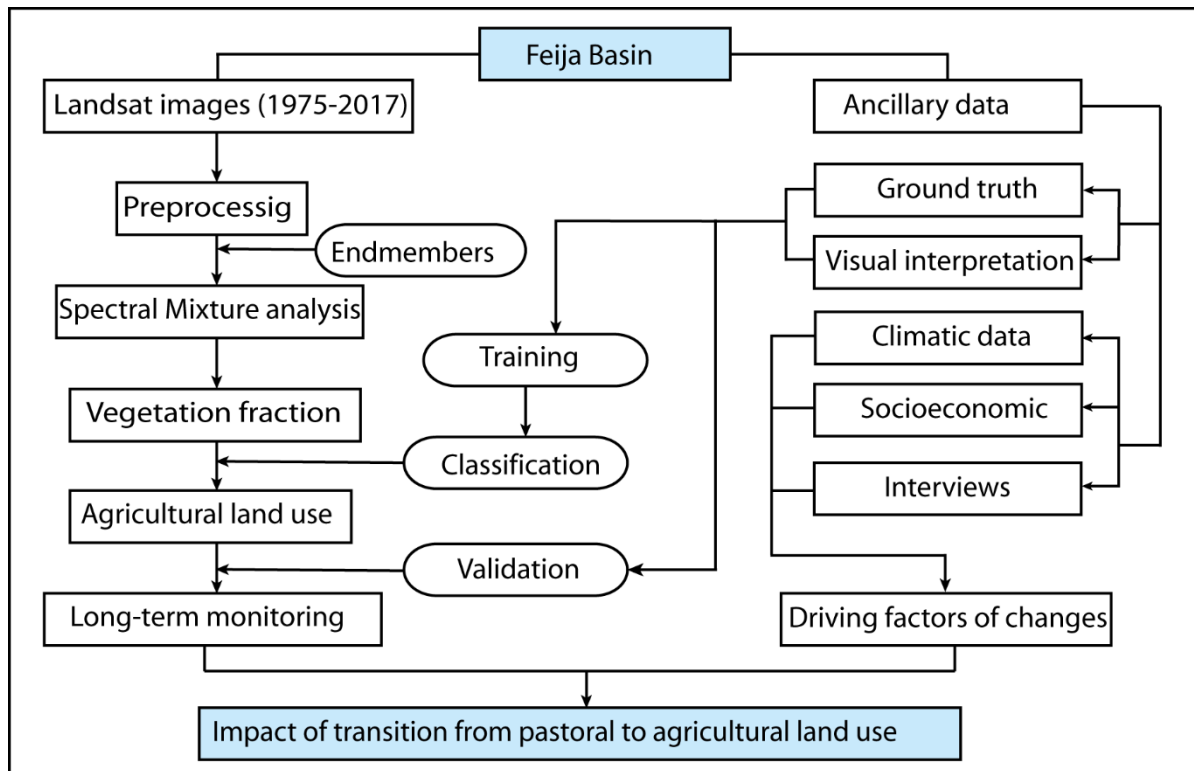 Feija Basin
Landsat images (1975-2017)
Ancillary data
Preprocessig
Endmembers
Spectral Mixture analysis
Vegetation fraction
Agricultural land use
Long-term monitoring
Training
Classification
Validation
Ground truth
Visual interpretation
Climatic data
Socioeconomic
Interviews
Driving factors of changes
Impact of transition from pastoral to agricultural land use